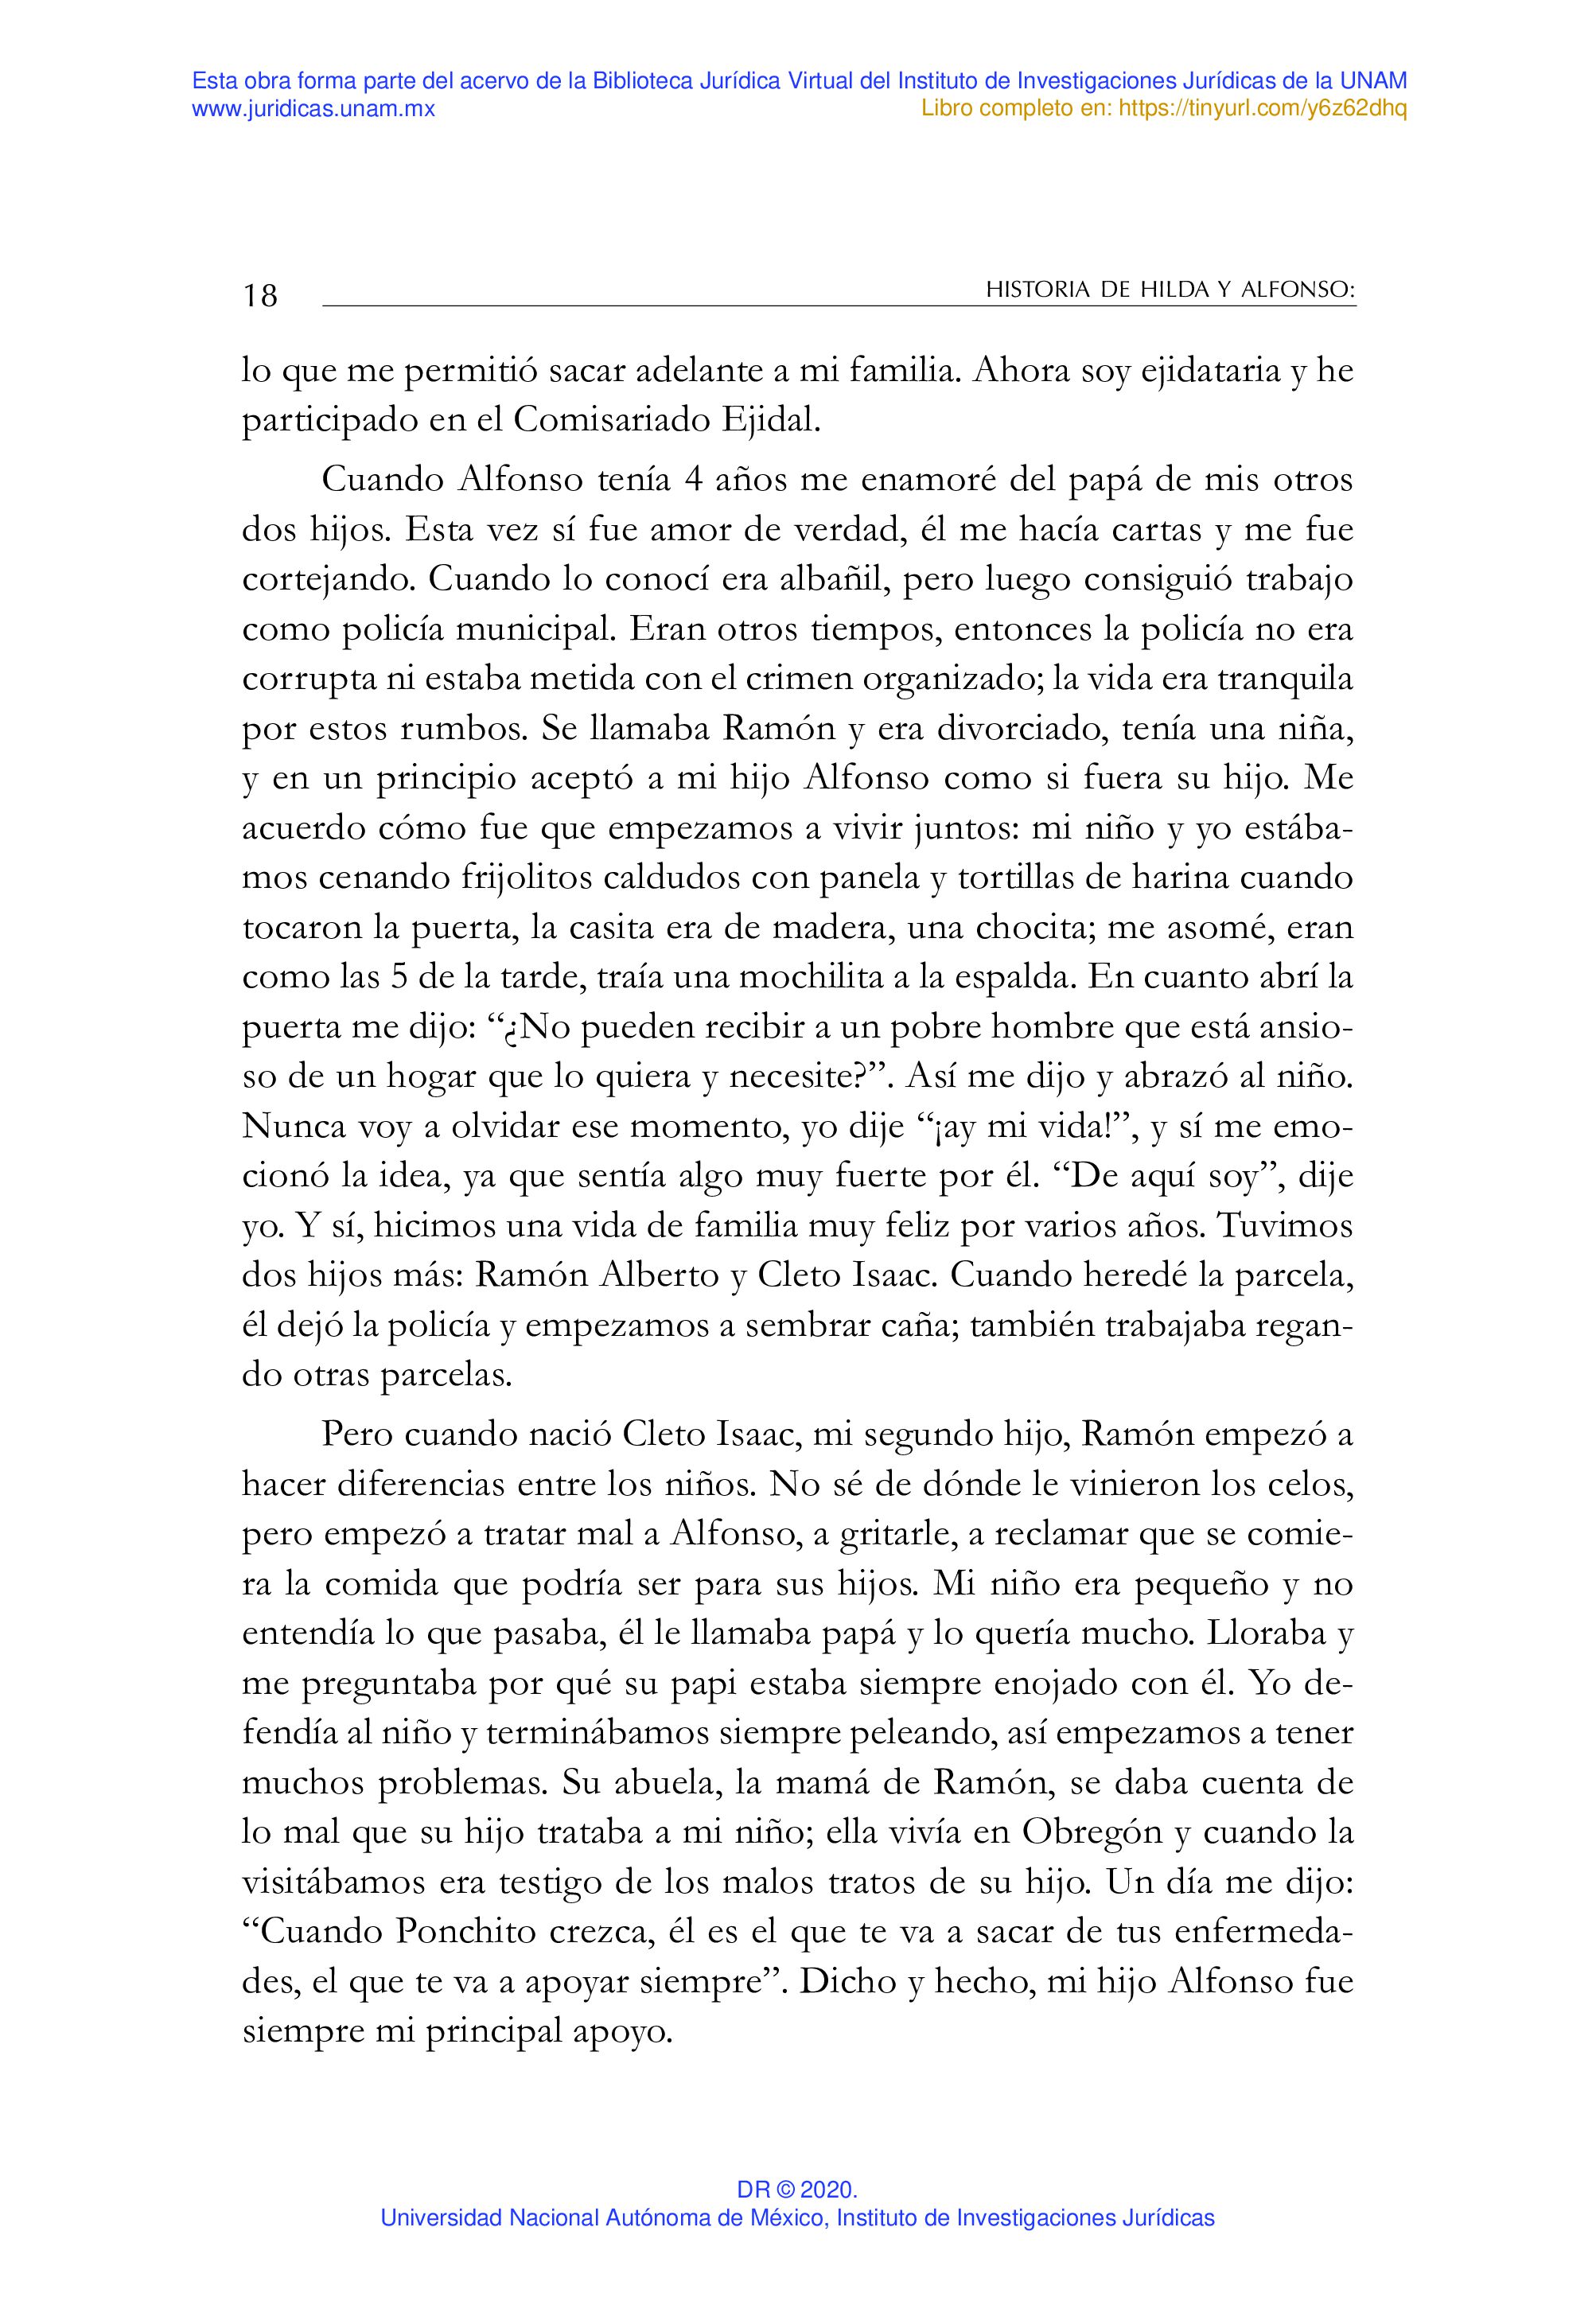 Esta obra forma parte del acervo de la Biblioteca Jurídica Virtual del Instituto de Investigaciones Jurídicas de la UNAM
www.juridicas.unam.mx
Libro completo en: https://tinyurl.com/y6z62dhq
18
HISTORIA DE HILDA Y ALFONSO:
lo que me permitió sacar adelante a mi familia. Ahora soy ejidataria y he
participado en el Comisariado Ejidal.
Cuando Alfonso tenía 4 años me enamoré del papá de mis otros
dos hijos. Esta vez sí fue amor de verdad, él me hacía cartas y me fue
cortejando. Cuando lo conocí era albañil, pero luego consiguió trabajo
como policía municipal. Eran otros tiempos, entonces la policía no era
corrupta ni estaba metida con el crimen organizado; la vida era tranquila
por estos rumbos. Se llamaba Ramón y era divorciado, tenía una niña,
y en un principio aceptó a mi hijo Alfonso como si fuera su hijo. Me
acuerdo cómo fue que empezamos a vivir juntos: mi niño y yo estába-
mos cenando frijolitos caldudos con panela y tortillas de harina cuando
tocaron la puerta, la casita era de madera, una chocita; me asomé, eran
como las 5 de la tarde, traía una mochilita a la espalda. En cuanto abrí la
puerta me dijo: “¿No pueden recibir a un pobre hombre que está ansio-
so de un hogar que lo quiera y necesite?”. Así me dijo y abrazó al niño.
Nunca voy a olvidar ese momento, yo dije “¡ay mi vida!”, y sí me emo-
cionó la idea, ya que sentía algo muy fuerte por él. “De aquí soy”, dije
yo. Y sí, hicimos una vida de familia muy feliz por varios años. Tuvimos
dos hijos más: Ramón Alberto y Cleto Isaac. Cuando heredé la parcela,
él dejó la policía y empezamos a sembrar caña; también trabajaba regan-
do otras parcelas.
Pero cuando nació Cleto Isaac, mi segundo hijo, Ramón empezó a
hacer diferencias entre los niños. No sé de dónde le vinieron los celos,
pero empezó a tratar mal a Alfonso, a gritarle, a reclamar que se comie-
ra la comida que podría ser para sus hijos. Mi niño era pequeño y no
entendía lo que pasaba, él le llamaba papá y lo quería mucho. Lloraba y
me preguntaba por qué su papi estaba siempre enojado con él. Yo de-
fendía al niño y terminábamos siempre peleando, así empezamos a tener
muchos problemas. Su abuela, la mamá de Ramón, se daba cuenta de
lo mal que su hijo trataba a mi niño; ella vivía en Obregón y cuando la
visitábamos era testigo de los malos tratos de su hijo. Un día me dijo:
“Cuando Ponchito crezca, él es el que te va a sacar de tus enfermeda-
des, el que te va a apoyar siempre”. Dicho y hecho, mi hijo Alfonso fue
siempre mi principal apoyo.
DR © 2020.
Universidad Nacional Autónoma de México, Instituto de Investigaciones Jurídicas